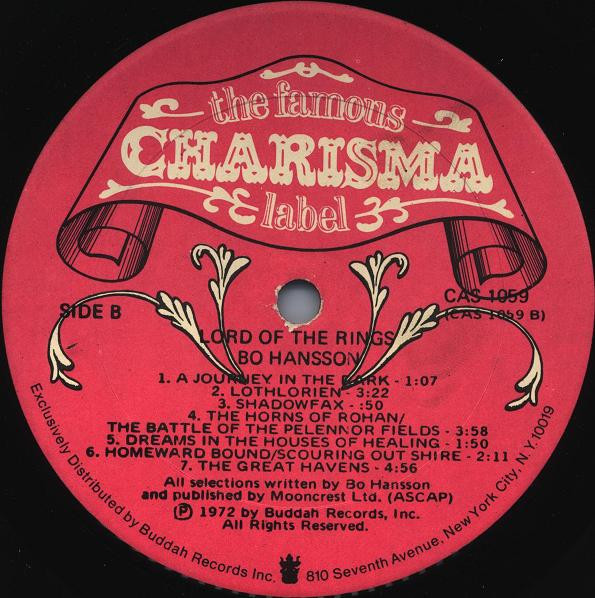 the famous
CHARISMA
label
SIDE B
CAS 1059
(CAS 1059 B)
LORD OF THE RINGS
BO HANSSON
1. A JOURNEY IN THE DARK - 1:07
2. LOTHLORIEN - 3:22
3. SHADOWFAX - :50
4. THE HORNS OF ROHAN/
THE BATTLE OF THE PELENNOR FIELDS - 3:58
5. DREAMS IN THE HOUSES OF HEALING - 1:50
6. HOMEWARD BOUND/SCOURING OUT SHIRE - 2:11
7. THE GREAT HAVENS - 4:56
All selections written by Bo Hansson
and published by Mooncrest Ltd. (ASCAP)
Ⓟ 1972 by Buddah Records, Inc.
All Rights Reserved.
Exclusively Distributed by Buddah Records Inc. 810 Seventh Avenue, New York City, N.Y. 10019